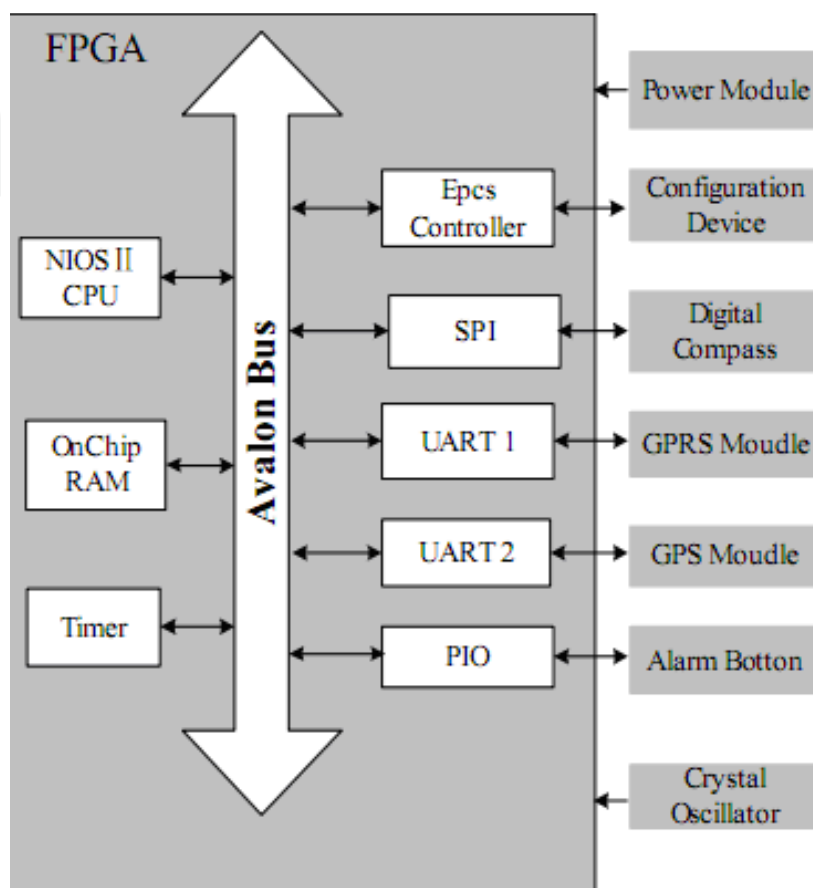 FPGA
Power Module
Epcs
Controller
Configuration
Device
NIOS II
CPU
SPI
Digital
Compass
Avalon Bus
OnChip
RAM
UART 1
GPRS Moudle
UART 2
GPS Moudle
Timer
PIO
Alarm Botton
Crystal
Oscillator